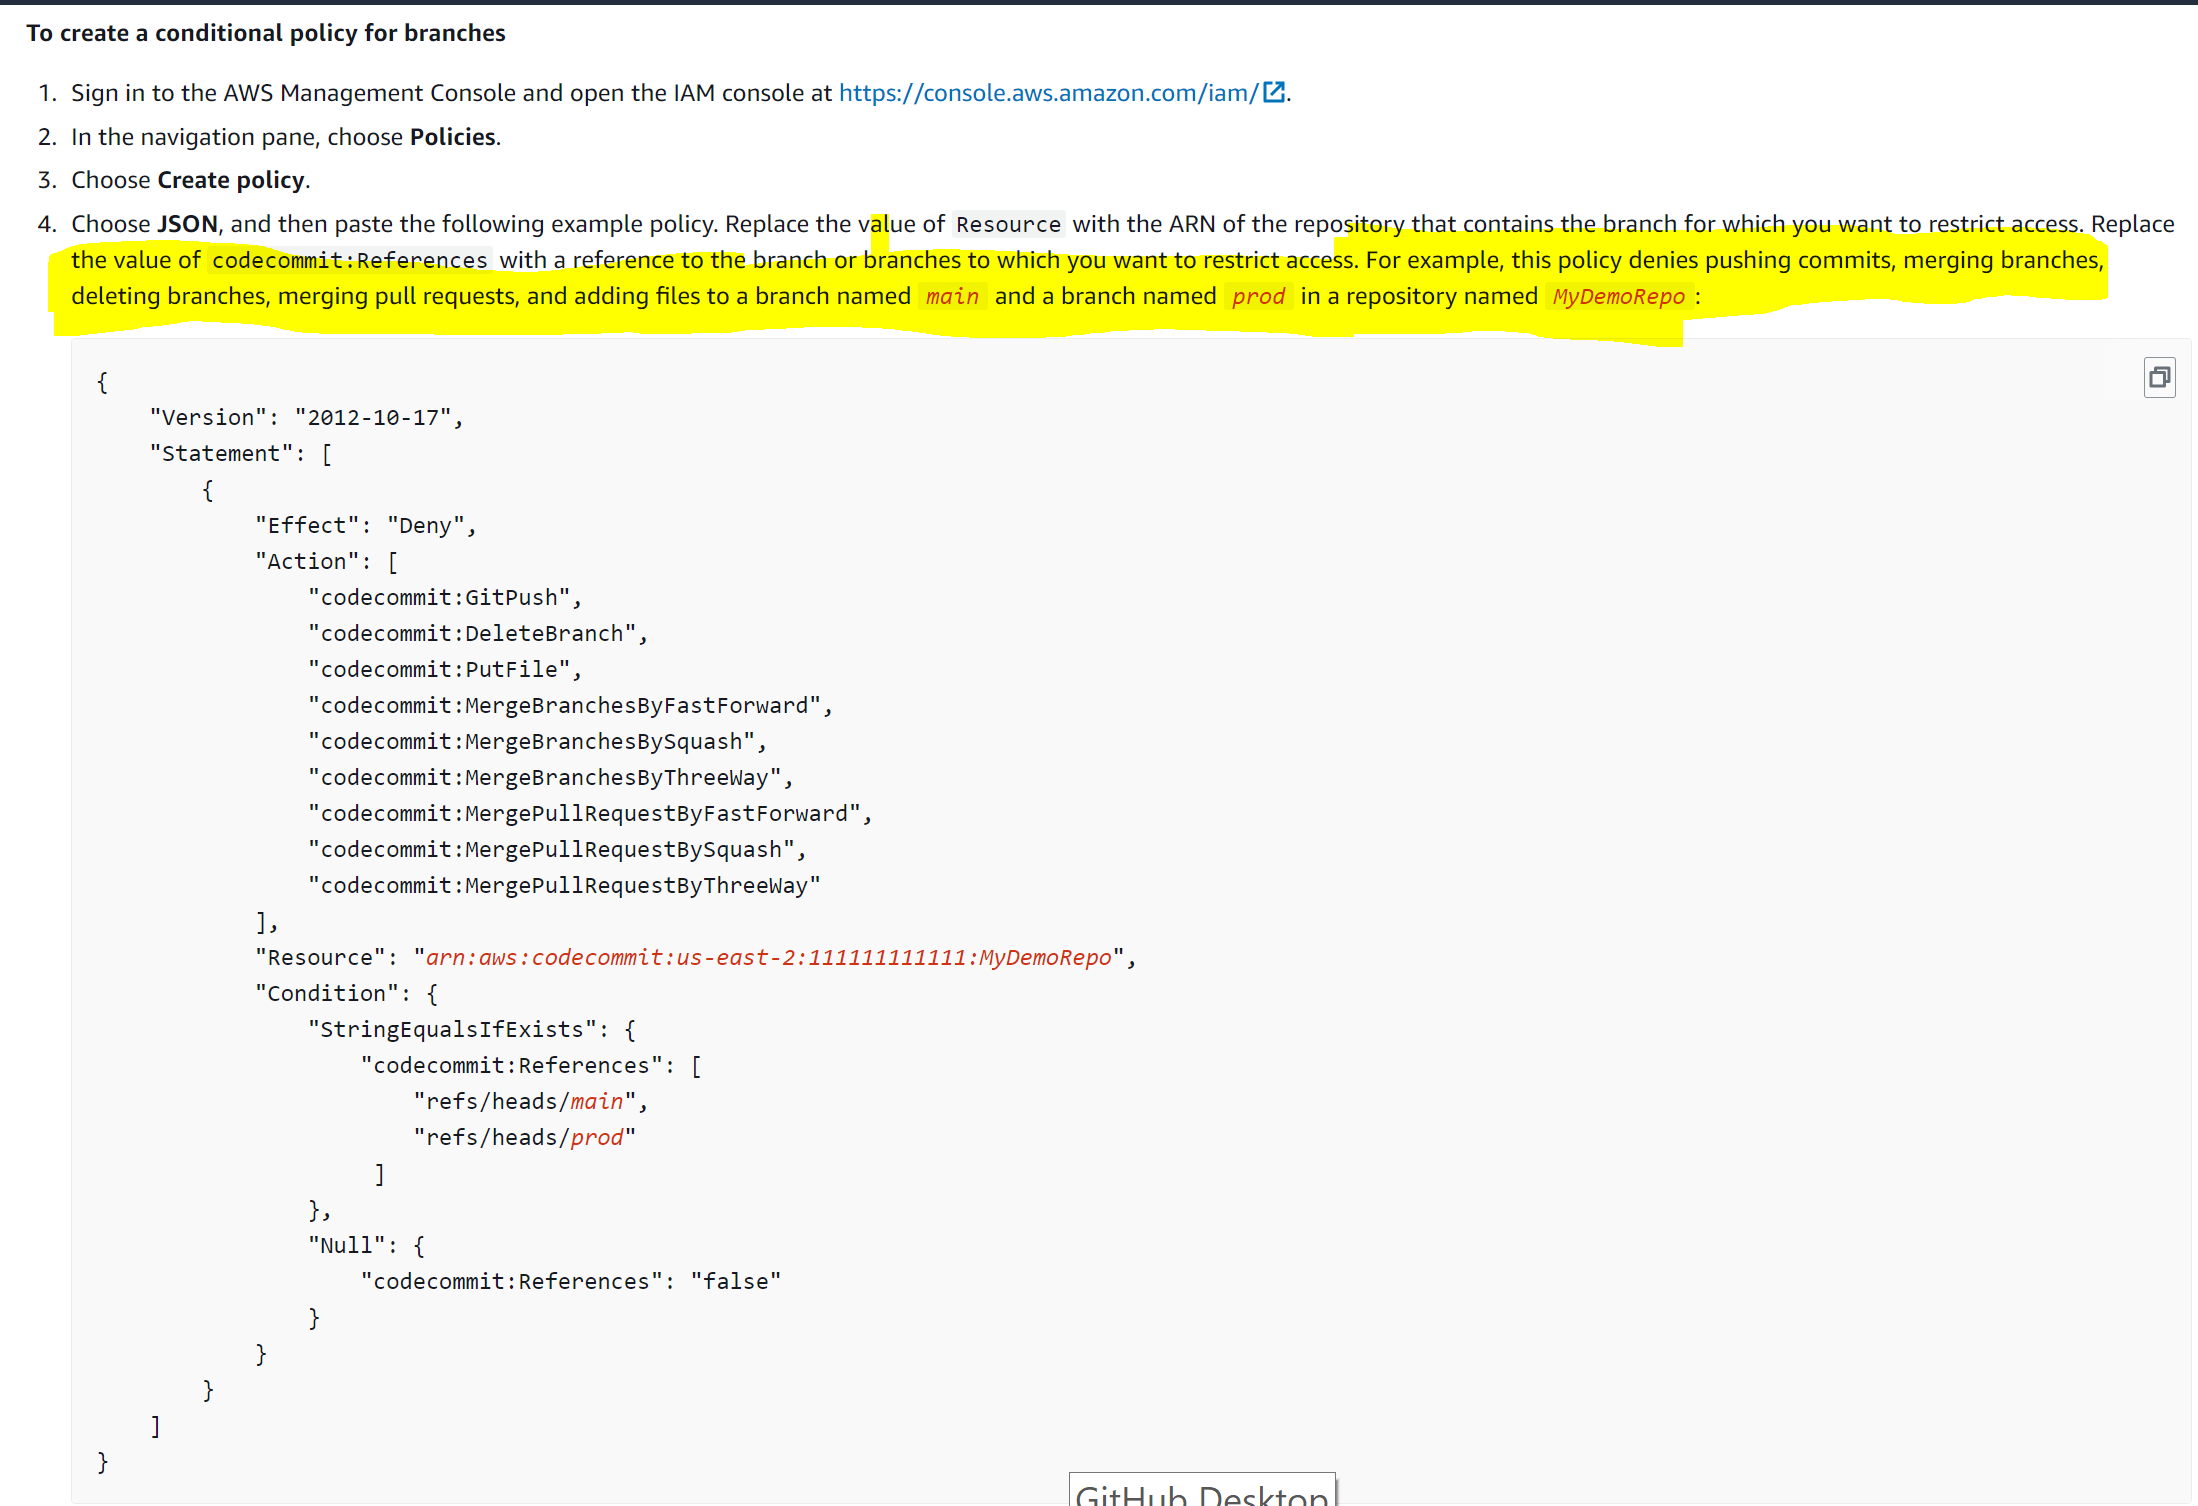 To create a conditional policy for branches
1. Sign in to the AWS Management Console and open the IAM console at https://console.aws.amazon.com/iam/.
2. In the navigation pane, choose Policies.
3. Choose Create policy.
4. Choose JSON, and then paste the following example policy. Replace the value of Resource with the ARN of the repository that contains the branch for which you want to restrict access. Replace
the value of codecommit:References with a reference to the branch or branches to which you want to restrict access. For example, this policy denies pushing commits, merging branches,
deleting branches, merging pull requests, and adding files to a branch named main and a branch named prod in a repository named MyDemoRepo :
{
    "Version": "2012-10-17",
    "Statement": [
        {
            "Effect": "Deny",
            "Action": [
                "codecommit:GitPush",
                "codecommit:DeleteBranch",
                "codecommit:PutFile",
                "codecommit:MergeBranchesByFastForward",
                "codecommit:MergeBranchesBySquash",
                "codecommit:MergeBranchesByThreeWay",
                "codecommit:MergePullRequestByFastForward",
                "codecommit:MergePullRequestBySquash",
                "codecommit:MergePullRequestByThreeWay"
            ],
            "Resource": "arn:aws:codecommit:us-east-2:111111111111:MyDemoRepo",
            "Condition": {
                "StringEqualsIfExists": {
                    "codecommit:References": [
                        "refs/heads/main",
                        "refs/heads/prod"
                     ]
                },
                "Null": {
                    "codecommit:References": "false"
                }
            }
        }
    ]
}
GitHub Desktop